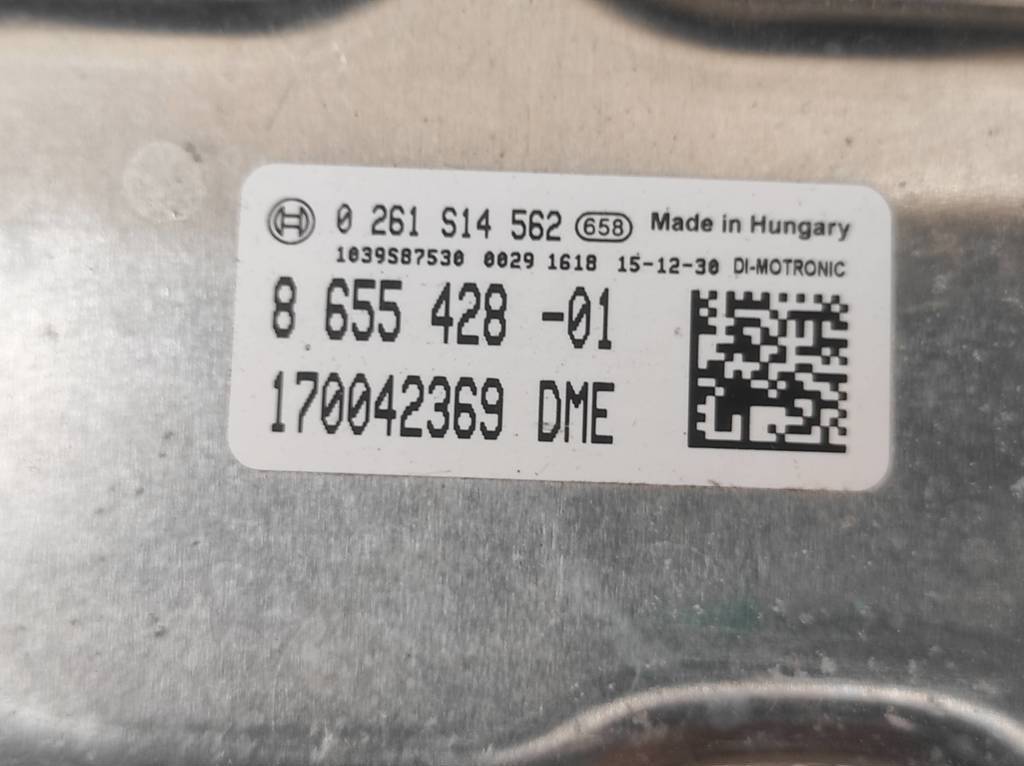 0 261 S14 562 658 Made in Hungary
1039S87530 0029 1618 15-12-30 DI-MOTRONIC
8 655 428 -01
170042369 DME